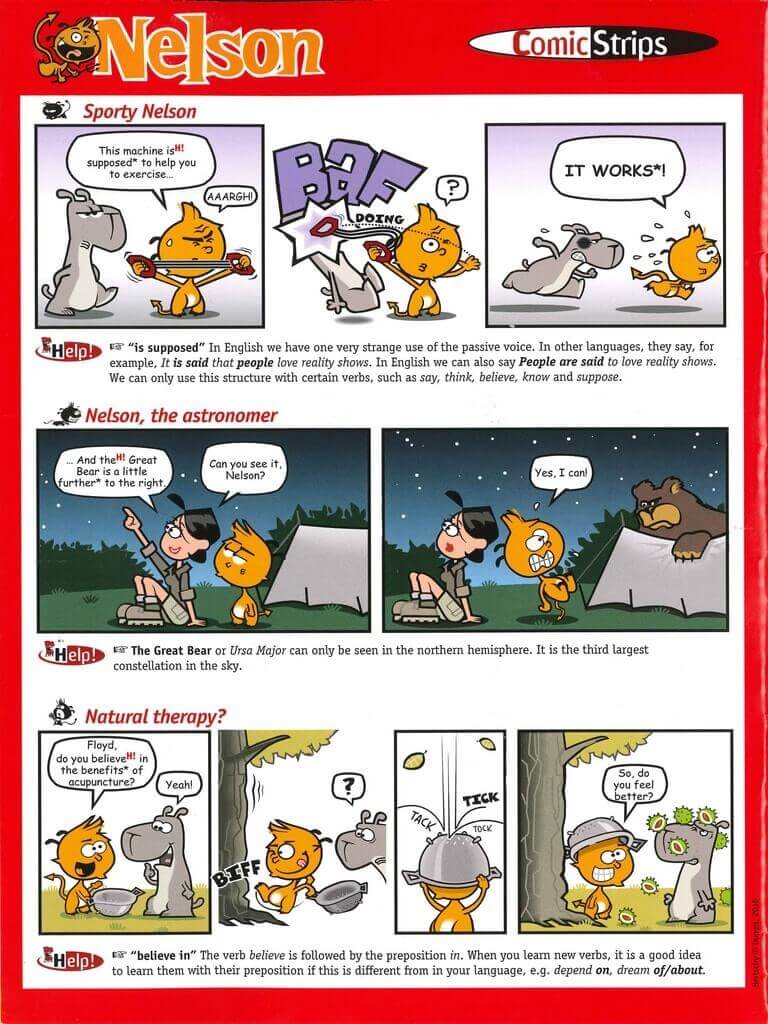 Nelson
Comic Strips
Sporty Nelson
This machine is H!
supposed* to help you
to exercise...
AAARGH!
BAF
DOING
?
IT WORKS*!
Help!
"is supposed" In English we have one very strange use of the passive voice. In other languages, they say, for
example, It is said that people love reality shows. In English we can also say People are said to love reality shows.
We can only use this structure with certain verbs, such as say, think, believe, know and suppose.
Nelson, the astronomer
... And the H! Great
Bear is a little
further* to the right.
Can you see it,
Nelson?
Yes, I can!
Help!
The Great Bear or Ursa Major can only be seen in the northern hemisphere. It is the third largest
constellation in the sky.
Natural therapy?
Floyd,
do you believe H! in
the benefits* of
acupuncture?
Yeah!
BIFF
?
TACK
TICK
TOCK
So, do
you feel
better?
Help!
"believe in" The verb believe is followed by the preposition in. When you learn new verbs, it is a good idea
to learn them with their preposition if this is different from in your language, e.g. depend on, dream of/about.